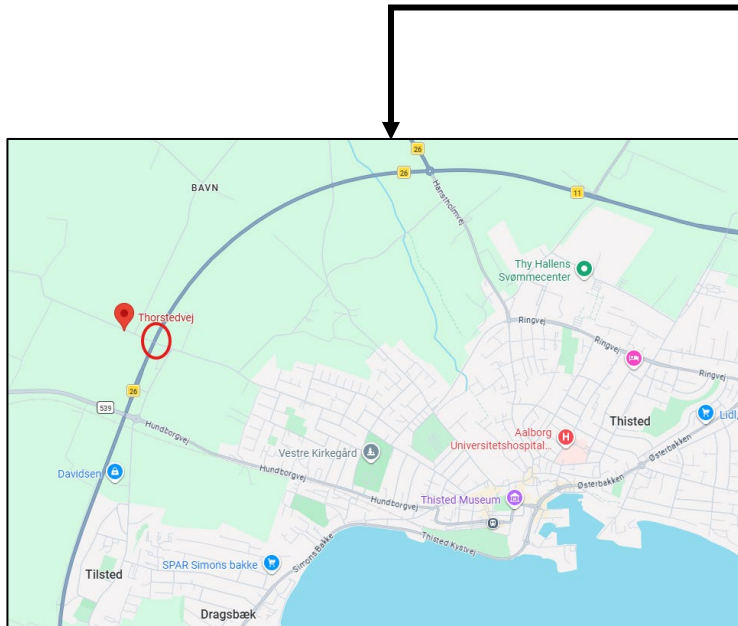 26
26
BAVN
11
Hanstholmvej
Thy Hallens
Svømmecenter
Thorstedvej
Ringvej
Ringvej
Ringvej
26
539
Hundborgvej
Lidl,
Thisted
Aalborg
Universitetshospital...
Vestre Kirkegård
Davidsen
Østerbakken
Østerbakken
Hundborgvej
Hundborgvej
Thisted Museum
Thisted Kystvej
Simons Bakke
SPAR Simons bakke
Tilsted
Dragsbæk